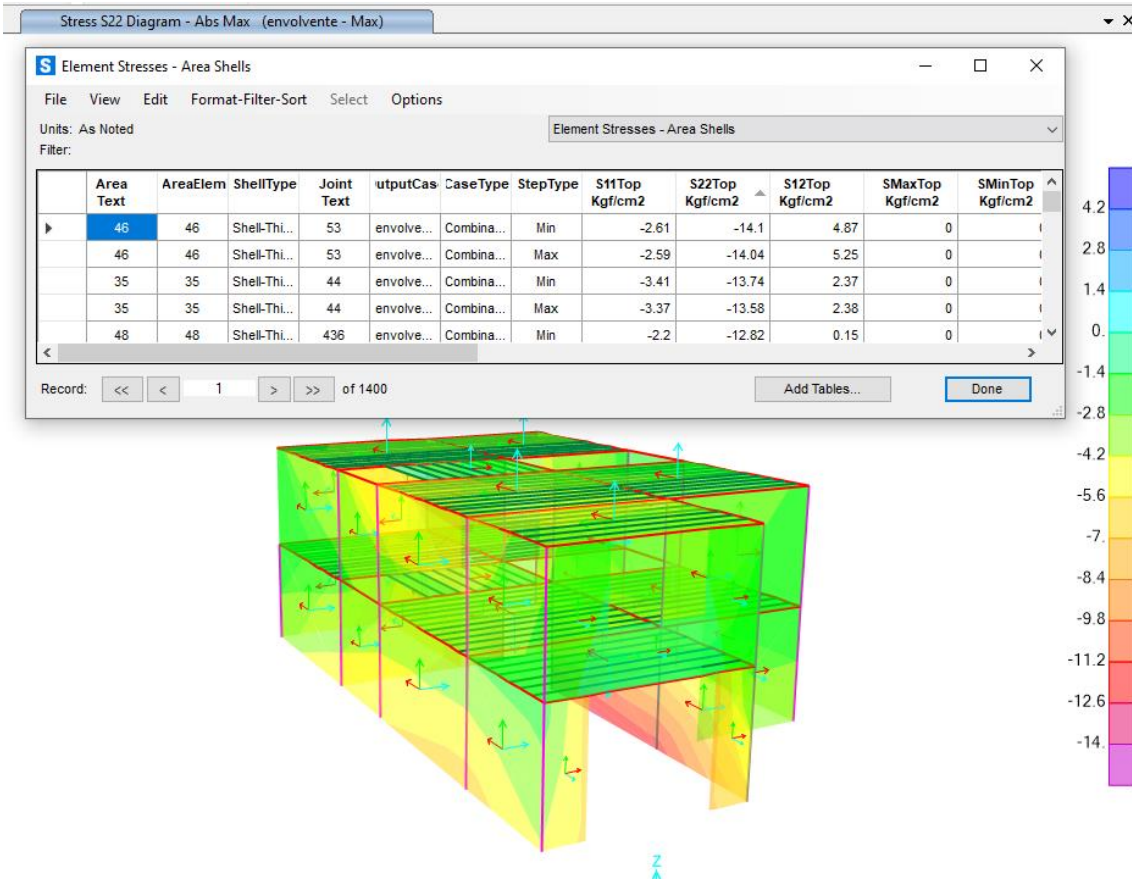 Stress S22 Diagram - Abs Max (envolvente - Max)
S Element Stresses - Area Shells
File View Edit Format-Filter-Sort Select Options
Units: As Noted Element Stresses - Area Shells
Filter:
Area Text AreaElem ShellType Joint Text utputCas CaseType StepType S11Top Kgf/cm2 S22Top Kgf/cm2 S12Top Kgf/cm2 SMaxTop Kgf/cm2 SMinTop Kgf/cm2
46 46 Shell-Thi... 53 envolve... Combina... Min -2.61 -14.1 4.87 0
46 46 Shell-Thi... 53 envolve... Combina... Max -2.59 -14.04 5.25 0
35 35 Shell-Thi... 44 envolve... Combina... Min -3.41 -13.74 2.37 0
35 35 Shell-Thi... 44 envolve... Combina... Max -3.37 -13.58 2.38 0
48 48 Shell-Thi... 436 envolve... Combina... Min -2.2 -12.82 0.15 0
Record: << < 1 > >> of 1400 Add Tables... Done
4.2
2.8
1.4
0.
-1.4
-2.8
-4.2
-5.6
-7.
-8.4
-9.8
-11.2
-12.6
-14.
Z